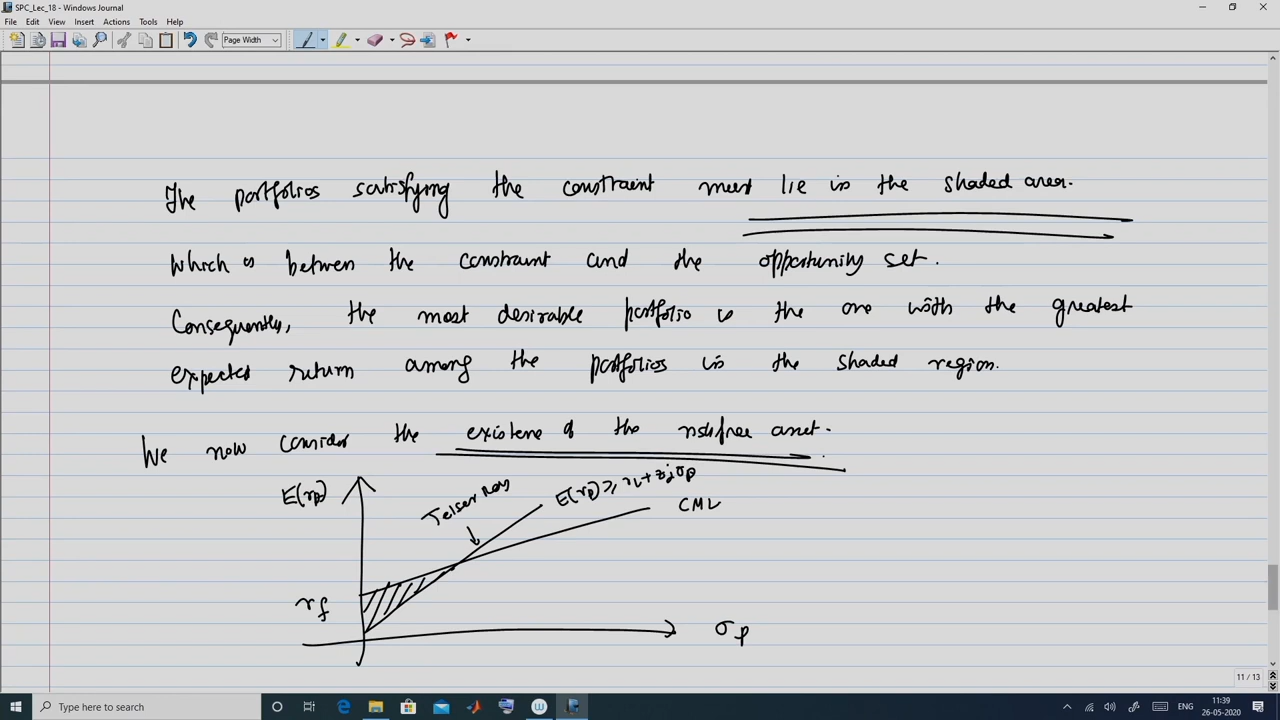 SPC_Lec_18 - Windows Journal
File Edit View Insert Actions Tools Help
Page Width
The portfolios satisfying the constraint must lie in the shaded area.
Which is between the constraint and the opportunity set.
Consequently, the most desirable portfolio is the one with the greatest
expected return among the portfolios in the shaded region.
We now consider the existence of the riskfree asset.
E(rp)
Telser
E(rp) ≥ rL + zj σp
CML
rf
σp
11 / 13
Type here to search
ENG
11:39
26-05-2020